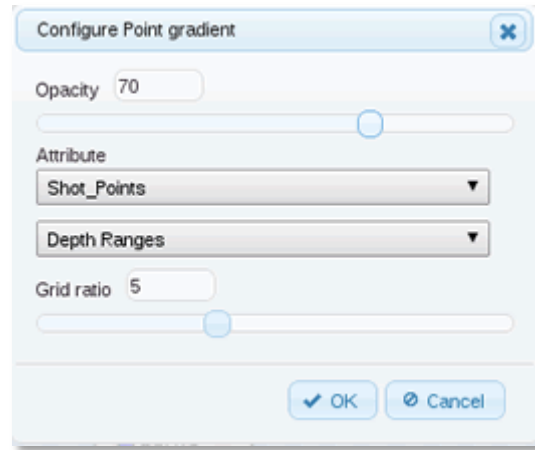 Configure Point gradient
Opacity 70
Attribute
Shot_Points
Depth Ranges
Grid ratio 5
OK Cancel